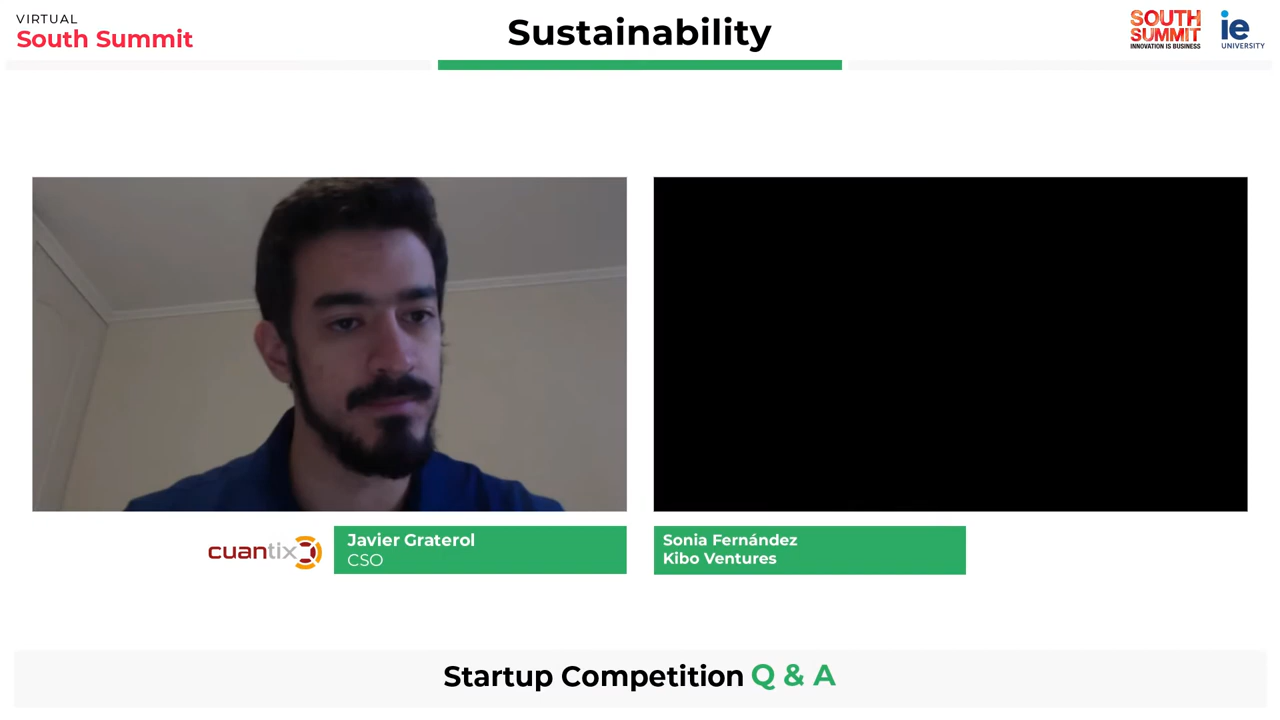 VIRTUAL
South Summit
Sustainability
SOUTH
SUMMIT
INNOVATION IS BUSINESS
ie
UNIVERSITY
cuantix
Javier Graterol
CSO
Sonia Fernández
Kibo Ventures
Startup Competition Q & A